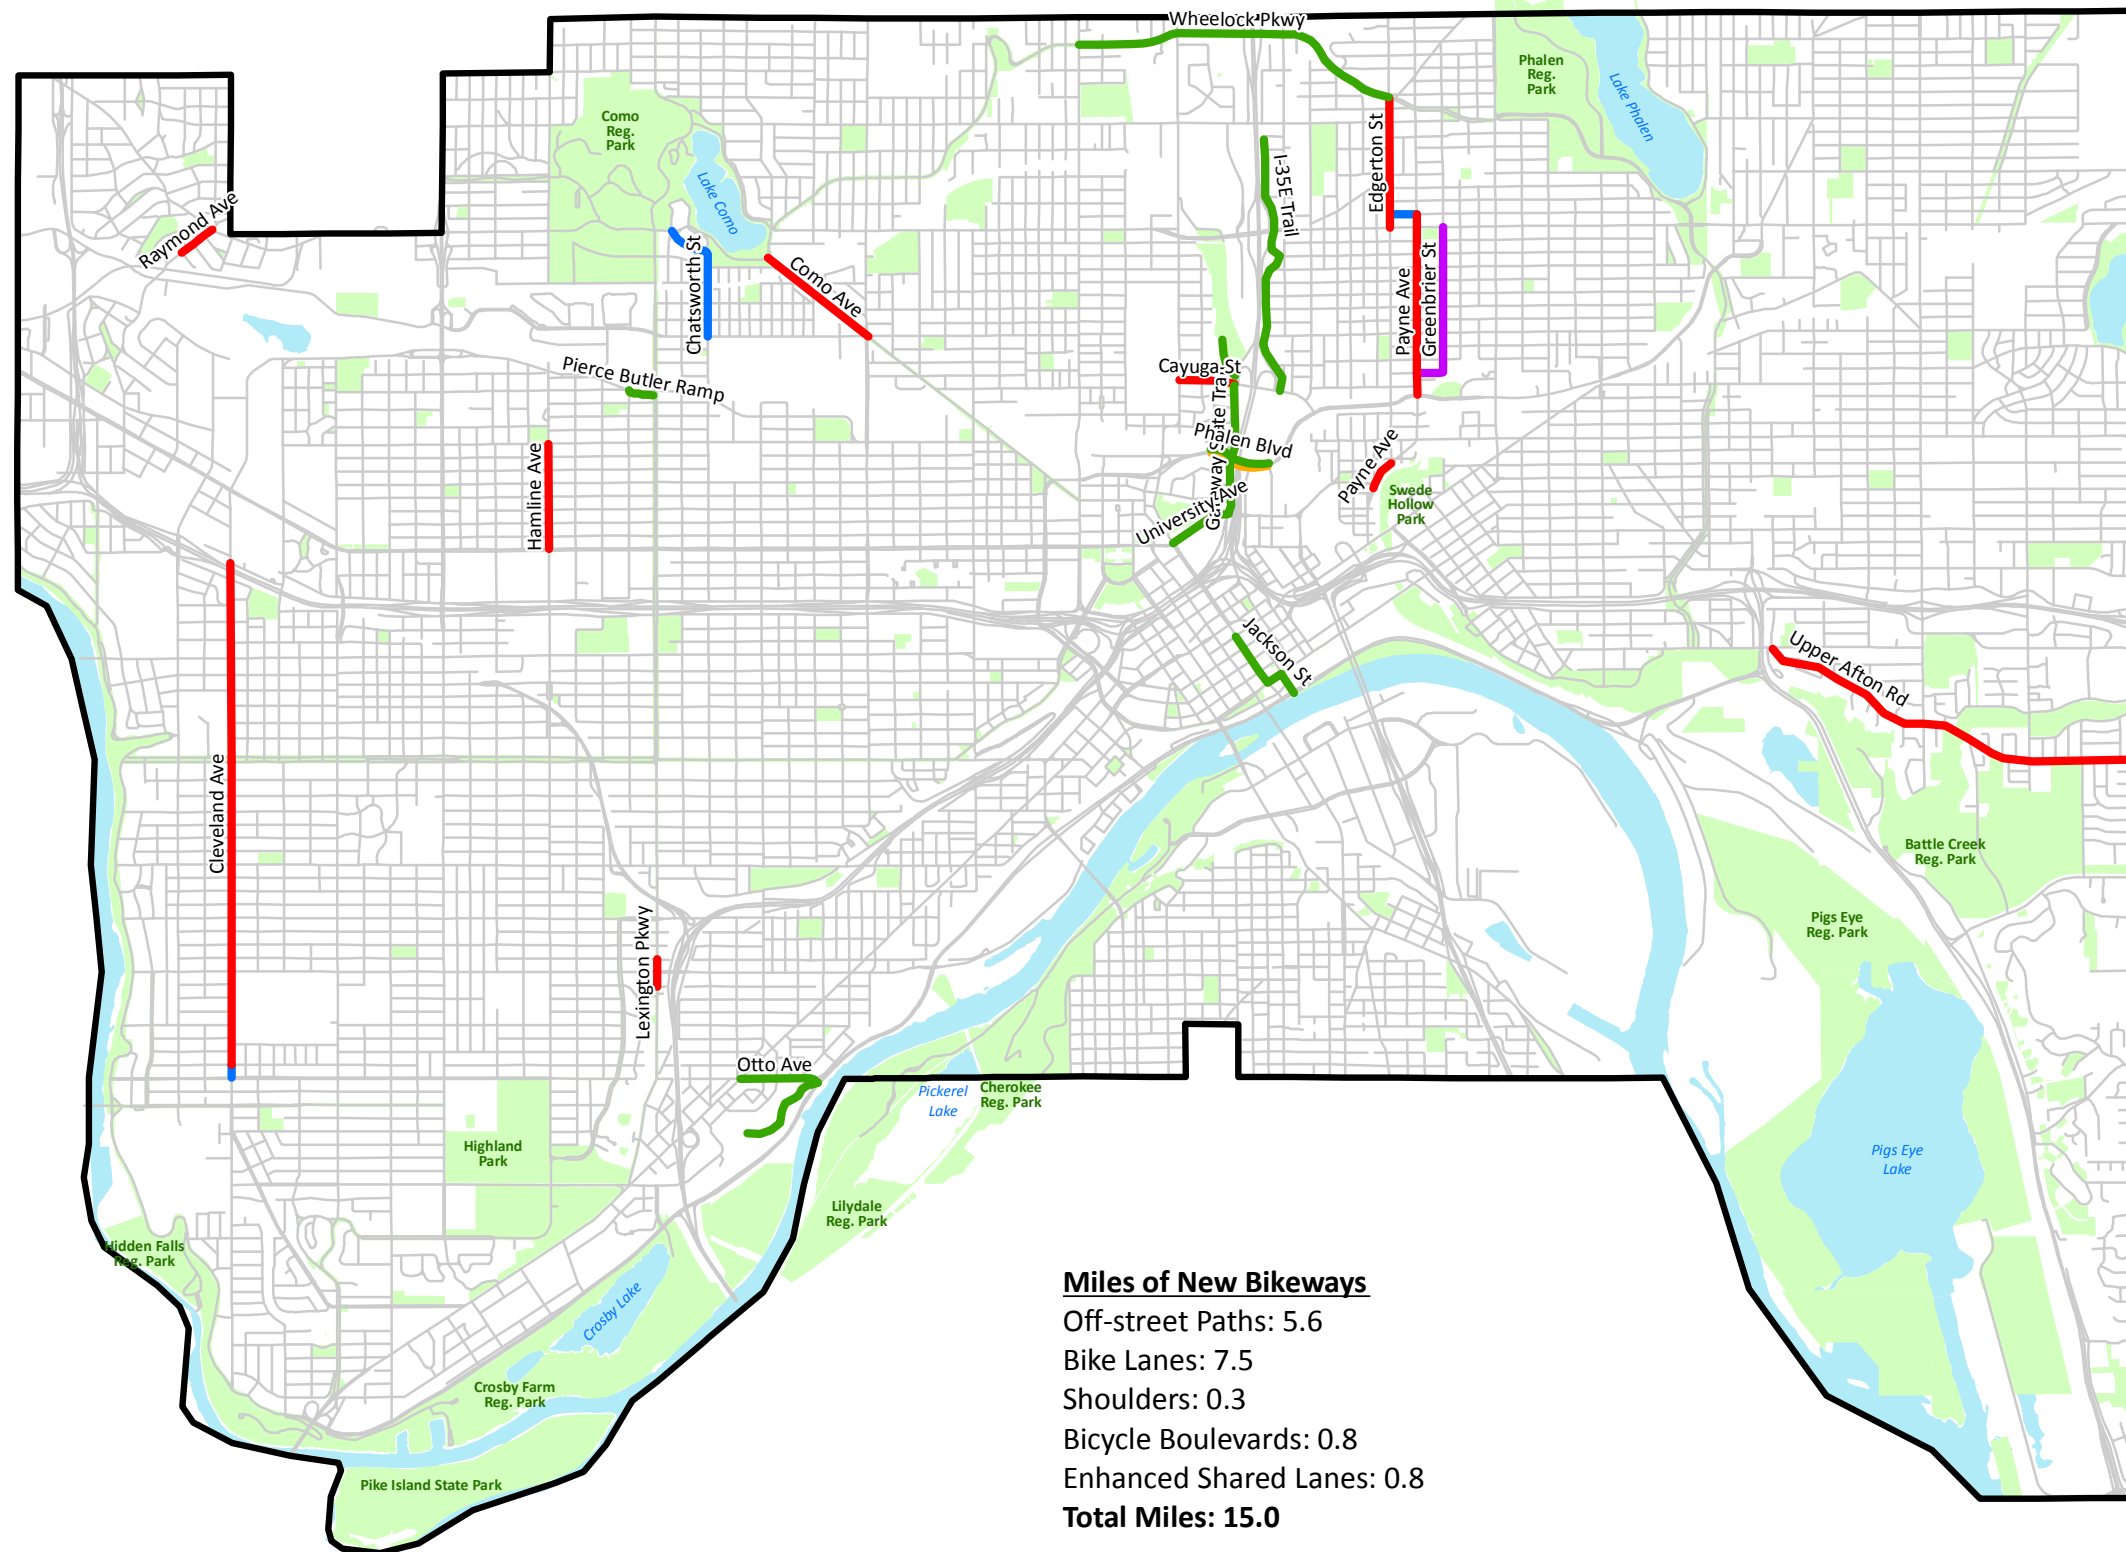 Wheelock Pkwy
Phalen
Reg.
Park
Lake Phalen
Como
Reg.
Park
Lake Como
Edgerton St
I-35E Trail
Raymond Ave
Chatsworth St
Como Ave
Payne Ave
Greenbrier St
Pierce Butler Ramp
Cayuga St
Gateway State Trail
Phalen Blvd
Hamline Ave
University Ave
Payne Ave
Swede
Hollow
Park
Jackson St
Upper Afton Rd
Cleveland Ave
Battle Creek
Reg. Park
Pigs Eye
Reg. Park
Lexington Pkwy
Otto Ave
Pickerel
Lake
Cherokee
Reg. Park
Highland
Park
Pigs Eye
Lake
Lilydale
Reg. Park
Hidden Falls
Reg. Park
Crosby Lake
Crosby Farm
Reg. Park
Pike Island State Park
Miles of New Bikeways
Off-street Paths: 5.6
Bike Lanes: 7.5
Shoulders: 0.3
Bicycle Boulevards: 0.8
Enhanced Shared Lanes: 0.8
Total Miles: 15.0